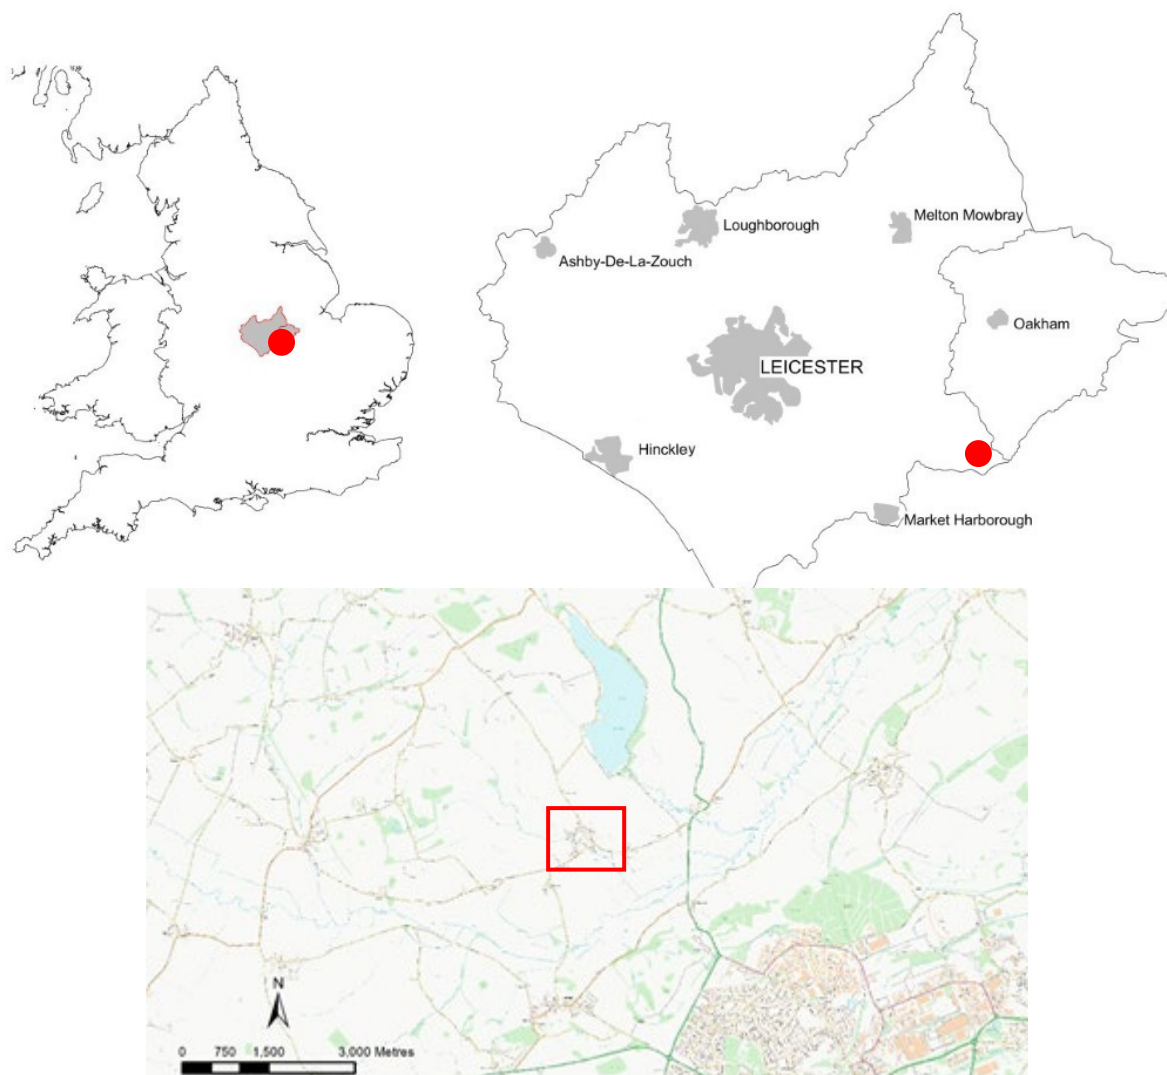 Loughborough
Melton Mowbray
Ashby-De-La-Zouch
Oakham
LEICESTER
Hinckley
Market Harborough
N
0 750 1,500 3,000 Metres